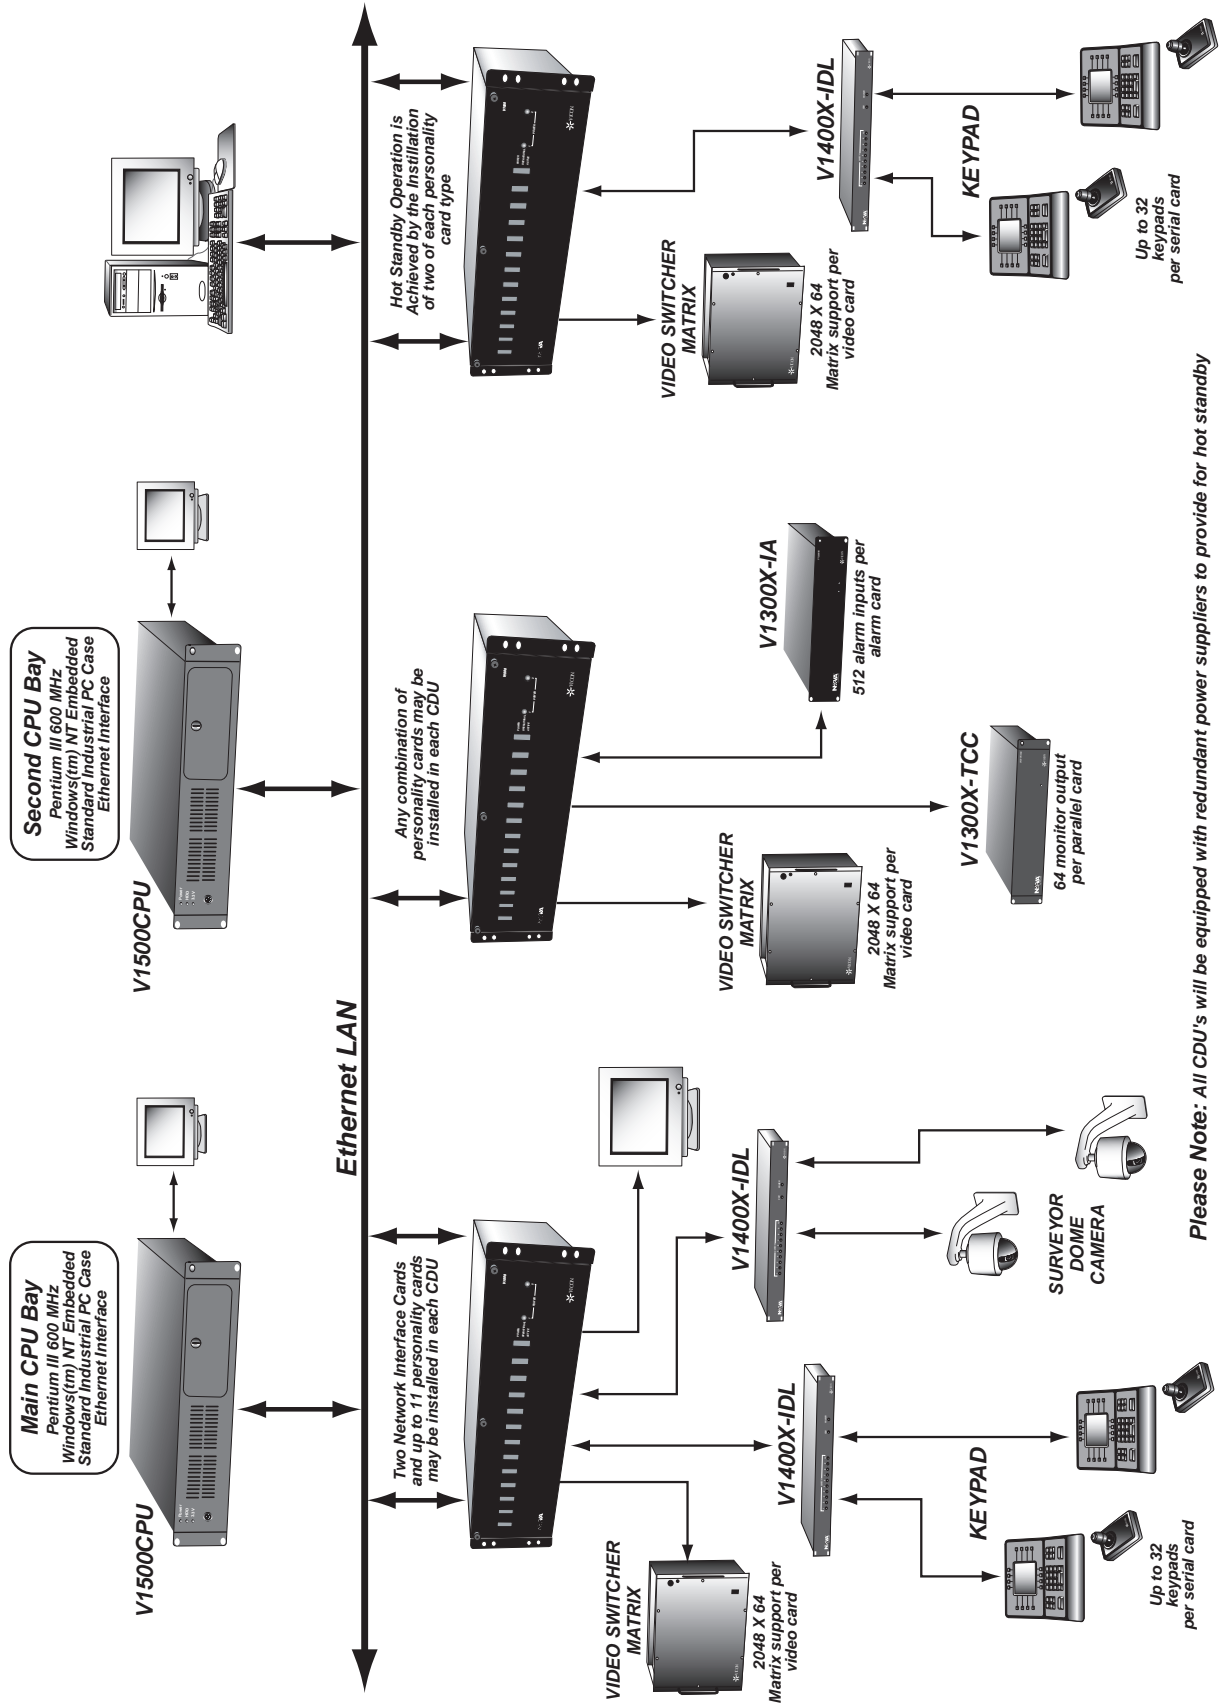 Main CPU Bay
Pentium III 600 MHz
Windows(tm) NT Embedded
Standard Industrial PC Case
Ethernet Interface
V1500CPU
Second CPU Bay
Pentium III 600 MHz
Windows(tm) NT Embedded
Standard Industrial PC Case
Ethernet Interface
V1500CPU
Ethernet LAN
Two Network Interface Cards
and up to 11 personality cards
may be installed in each CDU
Any combination of
personality cards may be
installed in each CDU
Hot Standby Operation is
Achieved by the Instillation
of two of each personality
card type
VIDEO SWITCHER
MATRIX
2048 X 64
Matrix support per
video card
V1400X-IDL
KEYPAD
Up to 32
keypads
per serial card
V1400X-IDL
SURVEYOR
DOME
CAMERA
VIDEO SWITCHER
MATRIX
2048 X 64
Matrix support per
video card
V1300X-TCC
64 monitor output
per parallel card
V1300X-IA
512 alarm inputs per
alarm card
VIDEO SWITCHER
MATRIX
2048 X 64
Matrix support per
video card
V1400X-IDL
KEYPAD
Up to 32
keypads
per serial card
Please Note: All CDU's will be equipped with redundant power suppliers to provide for hot standby